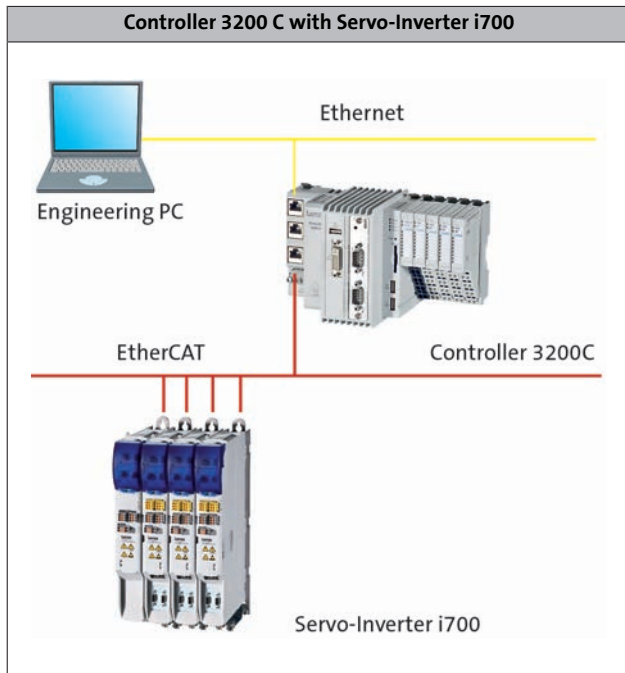 Controller 3200 C with Servo-Inverter i700
Ethernet
Engineering PC
EtherCAT
Controller 3200C
Servo-Inverter i700